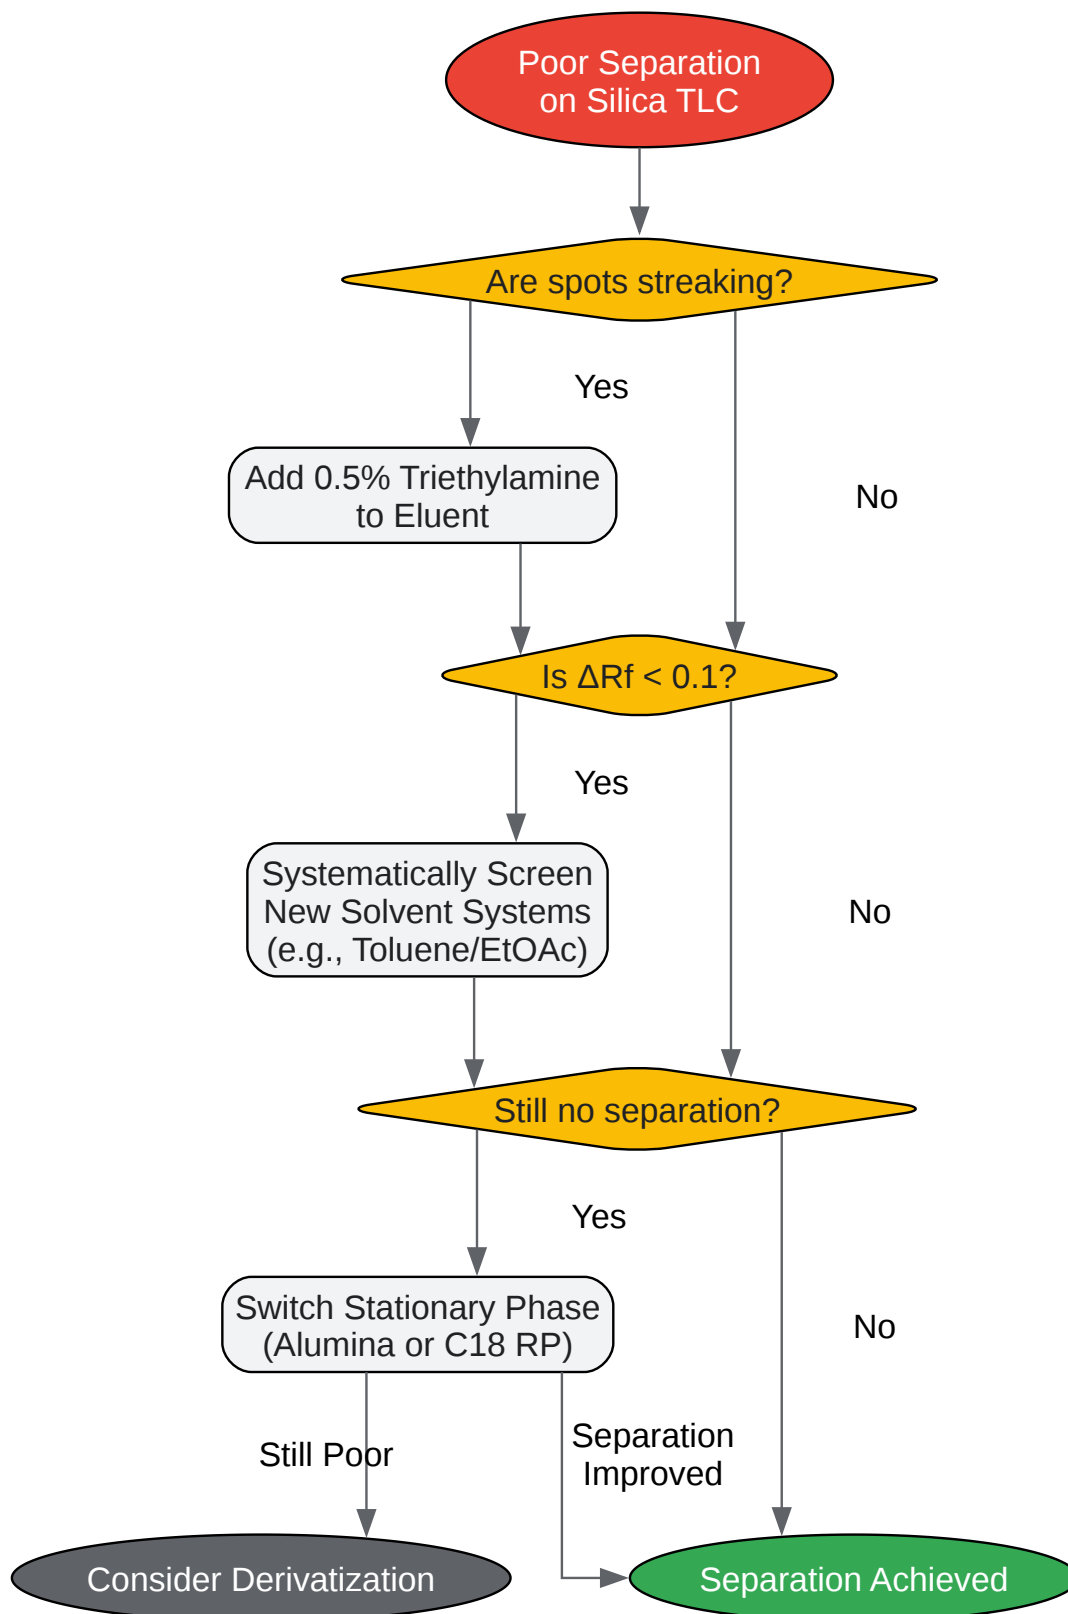 Poor Separation
on Silica TLC
Are spots streaking?
Yes
Add 0.5% Triethylamine
to Eluent
No
Is ΔRf < 0.1?
Yes
Systematically Screen
New Solvent Systems
(e.g., Toluene/EtOAc)
No
Still no separation?
Yes
Switch Stationary Phase
(Alumina or C18 RP)
No
Still Poor
Separation
Improved
Consider Derivatization
Separation Achieved